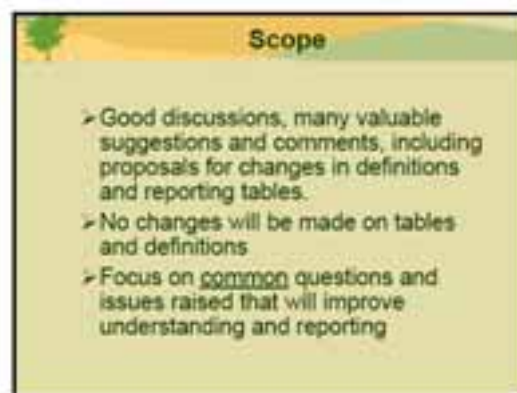 Scope
➢Good discussions, many valuable
suggestions and comments, including
proposals for changes in definitions
and reporting tables.
➢No changes will be made on tables
and definitions
➢Focus on common questions and
issues raised that will improve
understanding and reporting